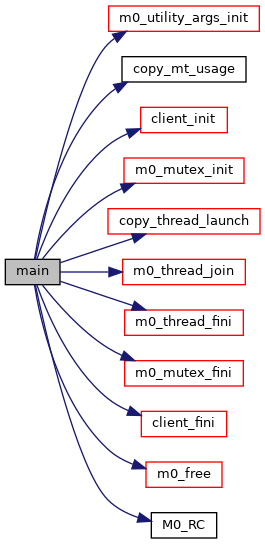 m0_utility_args_init
copy_mt_usage
client_init
m0_mutex_init
copy_thread_launch
main
m0_thread_join
m0_thread_fini
m0_mutex_fini
client_fini
m0_free
M0_RC